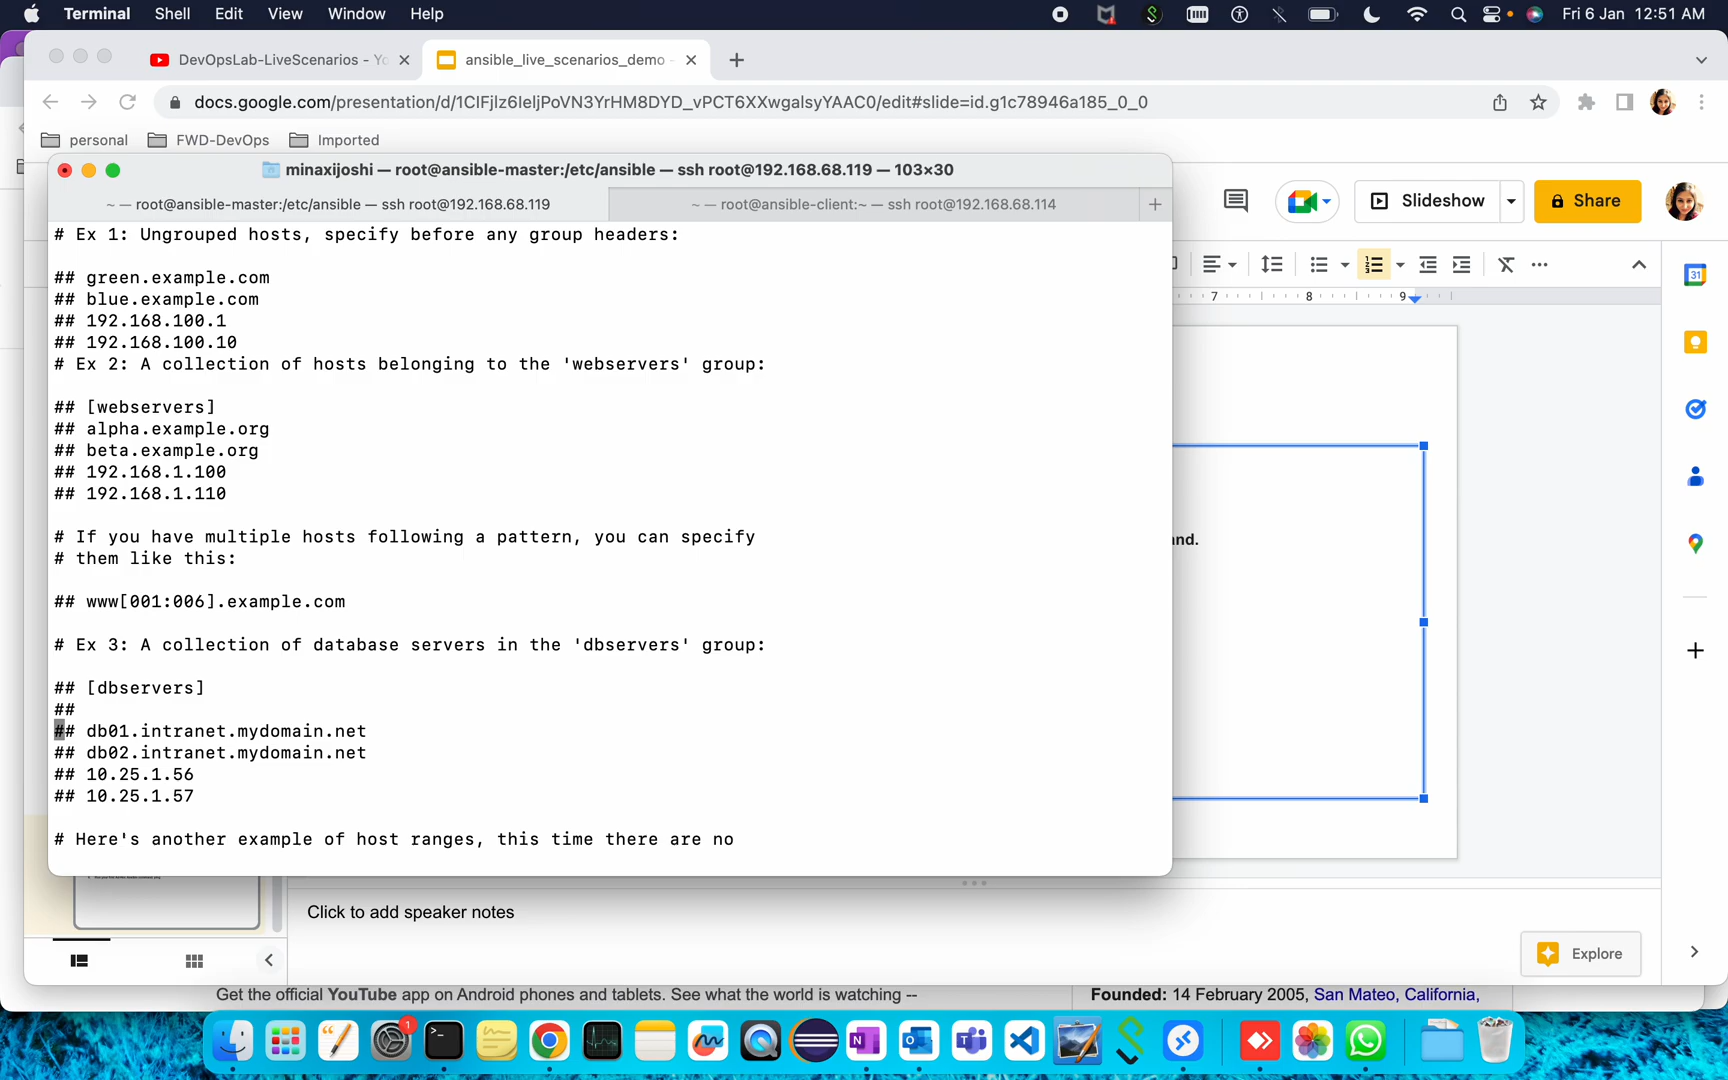 Terminal Shell Edit View Window Help
Fri 6 Jan 12:51 AM
DevOpsLab-LiveScenarios - Yo
ansible_live_scenarios_demo -
docs.google.com/presentation/d/1CIFjlz6IeljPoVN3YrHM8DYD_vPCT6XXwgalsyYAAC0/edit#slide=id.g1c78946a185_0_0
personal FWD-DevOps Imported
minaxijoshi — root@ansible-master:/etc/ansible — ssh root@192.168.68.119 — 103×30
~ — root@ansible-master:/etc/ansible — ssh root@192.168.68.119
~ — root@ansible-client:~ — ssh root@192.168.68.114
Slideshow
Share
7 8 9
31
# Ex 1: Ungrouped hosts, specify before any group headers:
## green.example.com
## blue.example.com
## 192.168.100.1
## 192.168.100.10
# Ex 2: A collection of hosts belonging to the 'webservers' group:
## [webservers]
## alpha.example.org
## beta.example.org
## 192.168.1.100
## 192.168.1.110
# If you have multiple hosts following a pattern, you can specify
# them like this:
## www[001:006].example.com
# Ex 3: A collection of database servers in the 'dbservers' group:
## [dbservers]
##
## db01.intranet.mydomain.net
## db02.intranet.mydomain.net
## 10.25.1.56
## 10.25.1.57
# Here's another example of host ranges, this time there are no
and.
Click to add speaker notes
Explore
Get the official YouTube app on Android phones and tablets. See what the world is watching --
Founded: 14 February 2005, San Mateo, California,
1